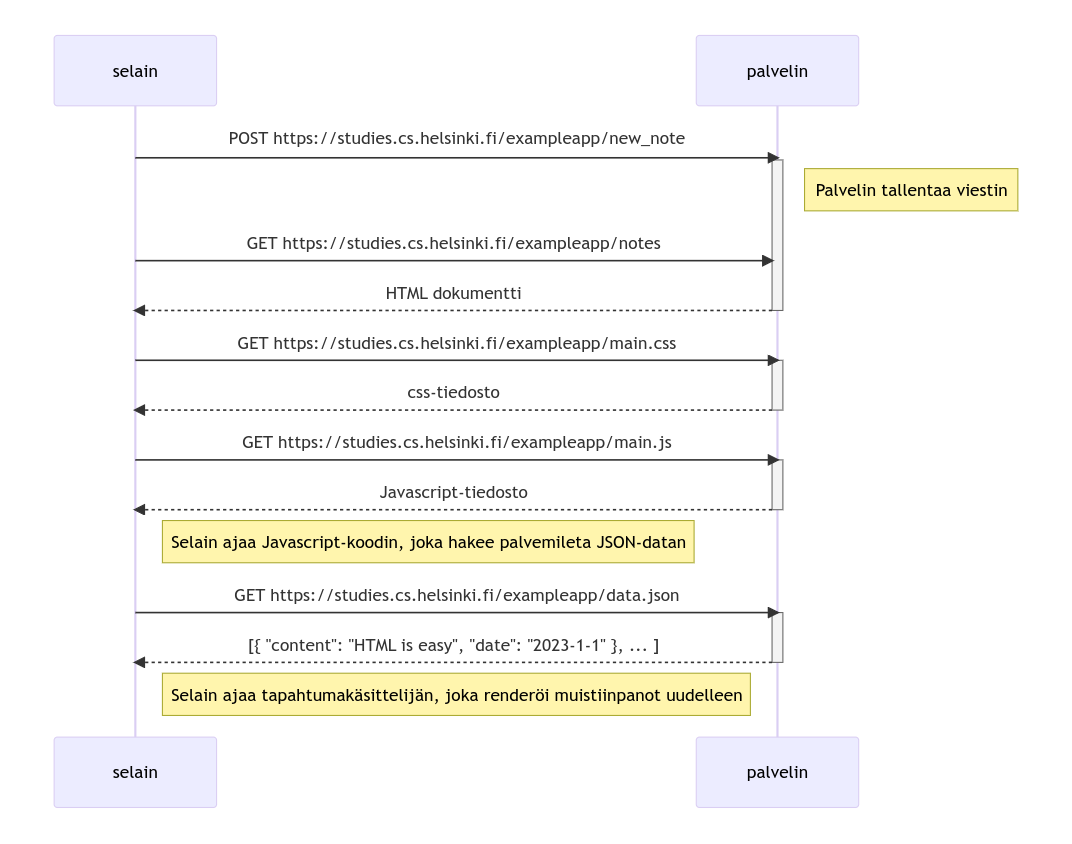 selain
palvelin
POST https://studies.cs.helsinki.fi/exampleapp/new_note
Palvelin tallentaa viestin
GET https://studies.cs.helsinki.fi/exampleapp/notes
HTML dokumentti
GET https://studies.cs.helsinki.fi/exampleapp/main.css
css-tiedosto
GET https://studies.cs.helsinki.fi/exampleapp/main.js
Javascript-tiedosto
Selain ajaa Javascript-koodin, joka hakee palvemileta JSON-datan
GET https://studies.cs.helsinki.fi/exampleapp/data.json
[{ "content": "HTML is easy", "date": "2023-1-1" }, ... ]
Selain ajaa tapahtumakäsittelijän, joka renderöi muistiinpanot uudelleen
selain
palvelin